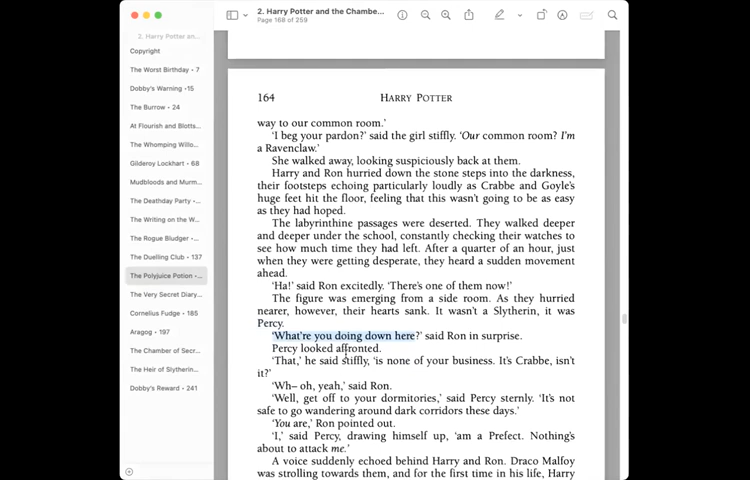 2. Harry Potter and the Chambe...
Page 168 of 259
2. Harry Potter and ...
Copyright
The Worst Birthday • 7
Dobby's Warning •15
The Burrow • 24
At Flourish and Blotts...
The Whomping Willo...
Gilderoy Lockhart • 68
Mudbloods and Murm...
The Deathday Party •...
The Writing on the W...
The Rogue Bludger •...
The Duelling Club • 137
The Polyjuice Potion •...
The Very Secret Diary...
Cornelius Fudge • 185
Aragog • 197
The Chamber of Secr...
The Heir of Slytherin...
Dobby's Reward • 241
164 HARRY POTTER
way to our common room.'
'I beg your pardon?' said the girl stiffly. 'Our common room? I'm
a Ravenclaw.'
She walked away, looking suspiciously back at them.
Harry and Ron hurried down the stone steps into the darkness,
their footsteps echoing particularly loudly as Crabbe and Goyle's
huge feet hit the floor, feeling that this wasn't going to be as easy
as they had hoped.
The labyrinthine passages were deserted. They walked deeper
and deeper under the school, constantly checking their watches to
see how much time they had left. After a quarter of an hour, just
when they were getting desperate, they heard a sudden movement
ahead.
'Ha!' said Ron excitedly. 'There's one of them now!'
The figure was emerging from a side room. As they hurried
nearer, however, their hearts sank. It wasn't a Slytherin, it was
Percy.
'What're you doing down here?' said Ron in surprise.
Percy looked affronted.
'That,' he said stiffly, 'is none of your business. It's Crabbe, isn't
it?'
'Wh– oh, yeah,' said Ron.
'Well, get off to your dormitories,' said Percy sternly. 'It's not
safe to go wandering around dark corridors these days.'
'You are,' Ron pointed out.
'I,' said Percy, drawing himself up, 'am a Prefect. Nothing's
about to attack me.'
A voice suddenly echoed behind Harry and Ron. Draco Malfoy
was strolling towards them, and for the first time in his life, Harry